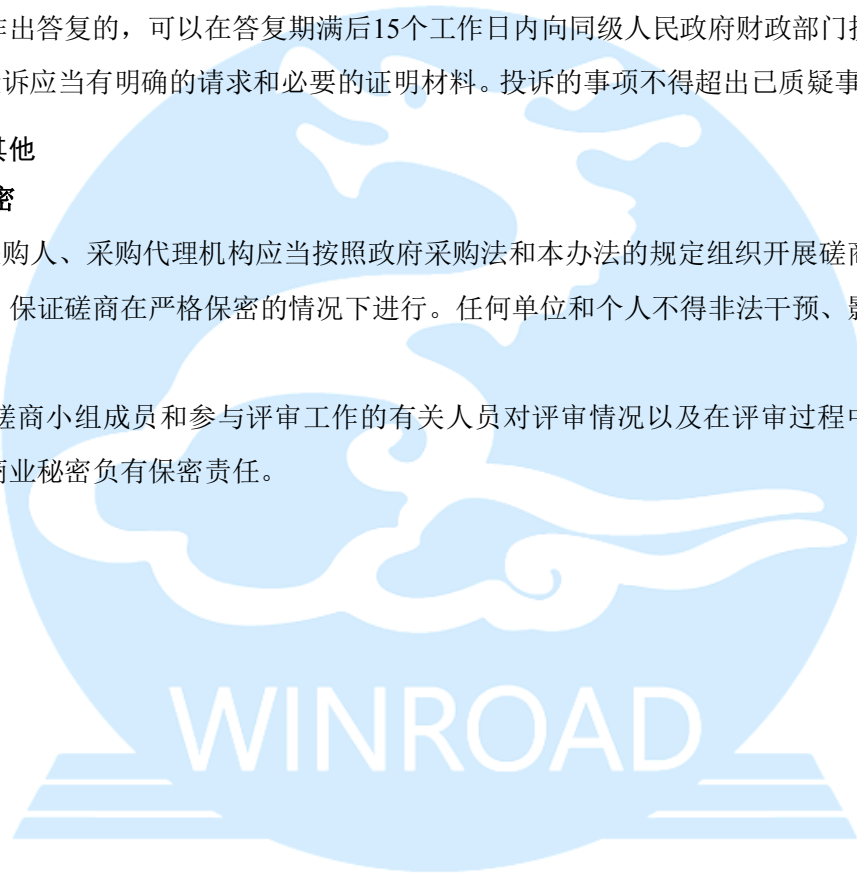 作出答复的，可以在答复期满后15个工作日内向同级人民政府财政部门
诉应当有明确的请求和必要的证明材料。投诉的事项不得超出已质疑事
其他
密
购人、采购代理机构应当按照政府采购法和本办法的规定组织开展磋商
，保证磋商在严格保密的情况下进行。任何单位和个人不得非法干预、
磋商小组成员和参与评审工作的有关人员对评审情况以及在评审过程中
商业秘密负有保密责任。
WINROAD